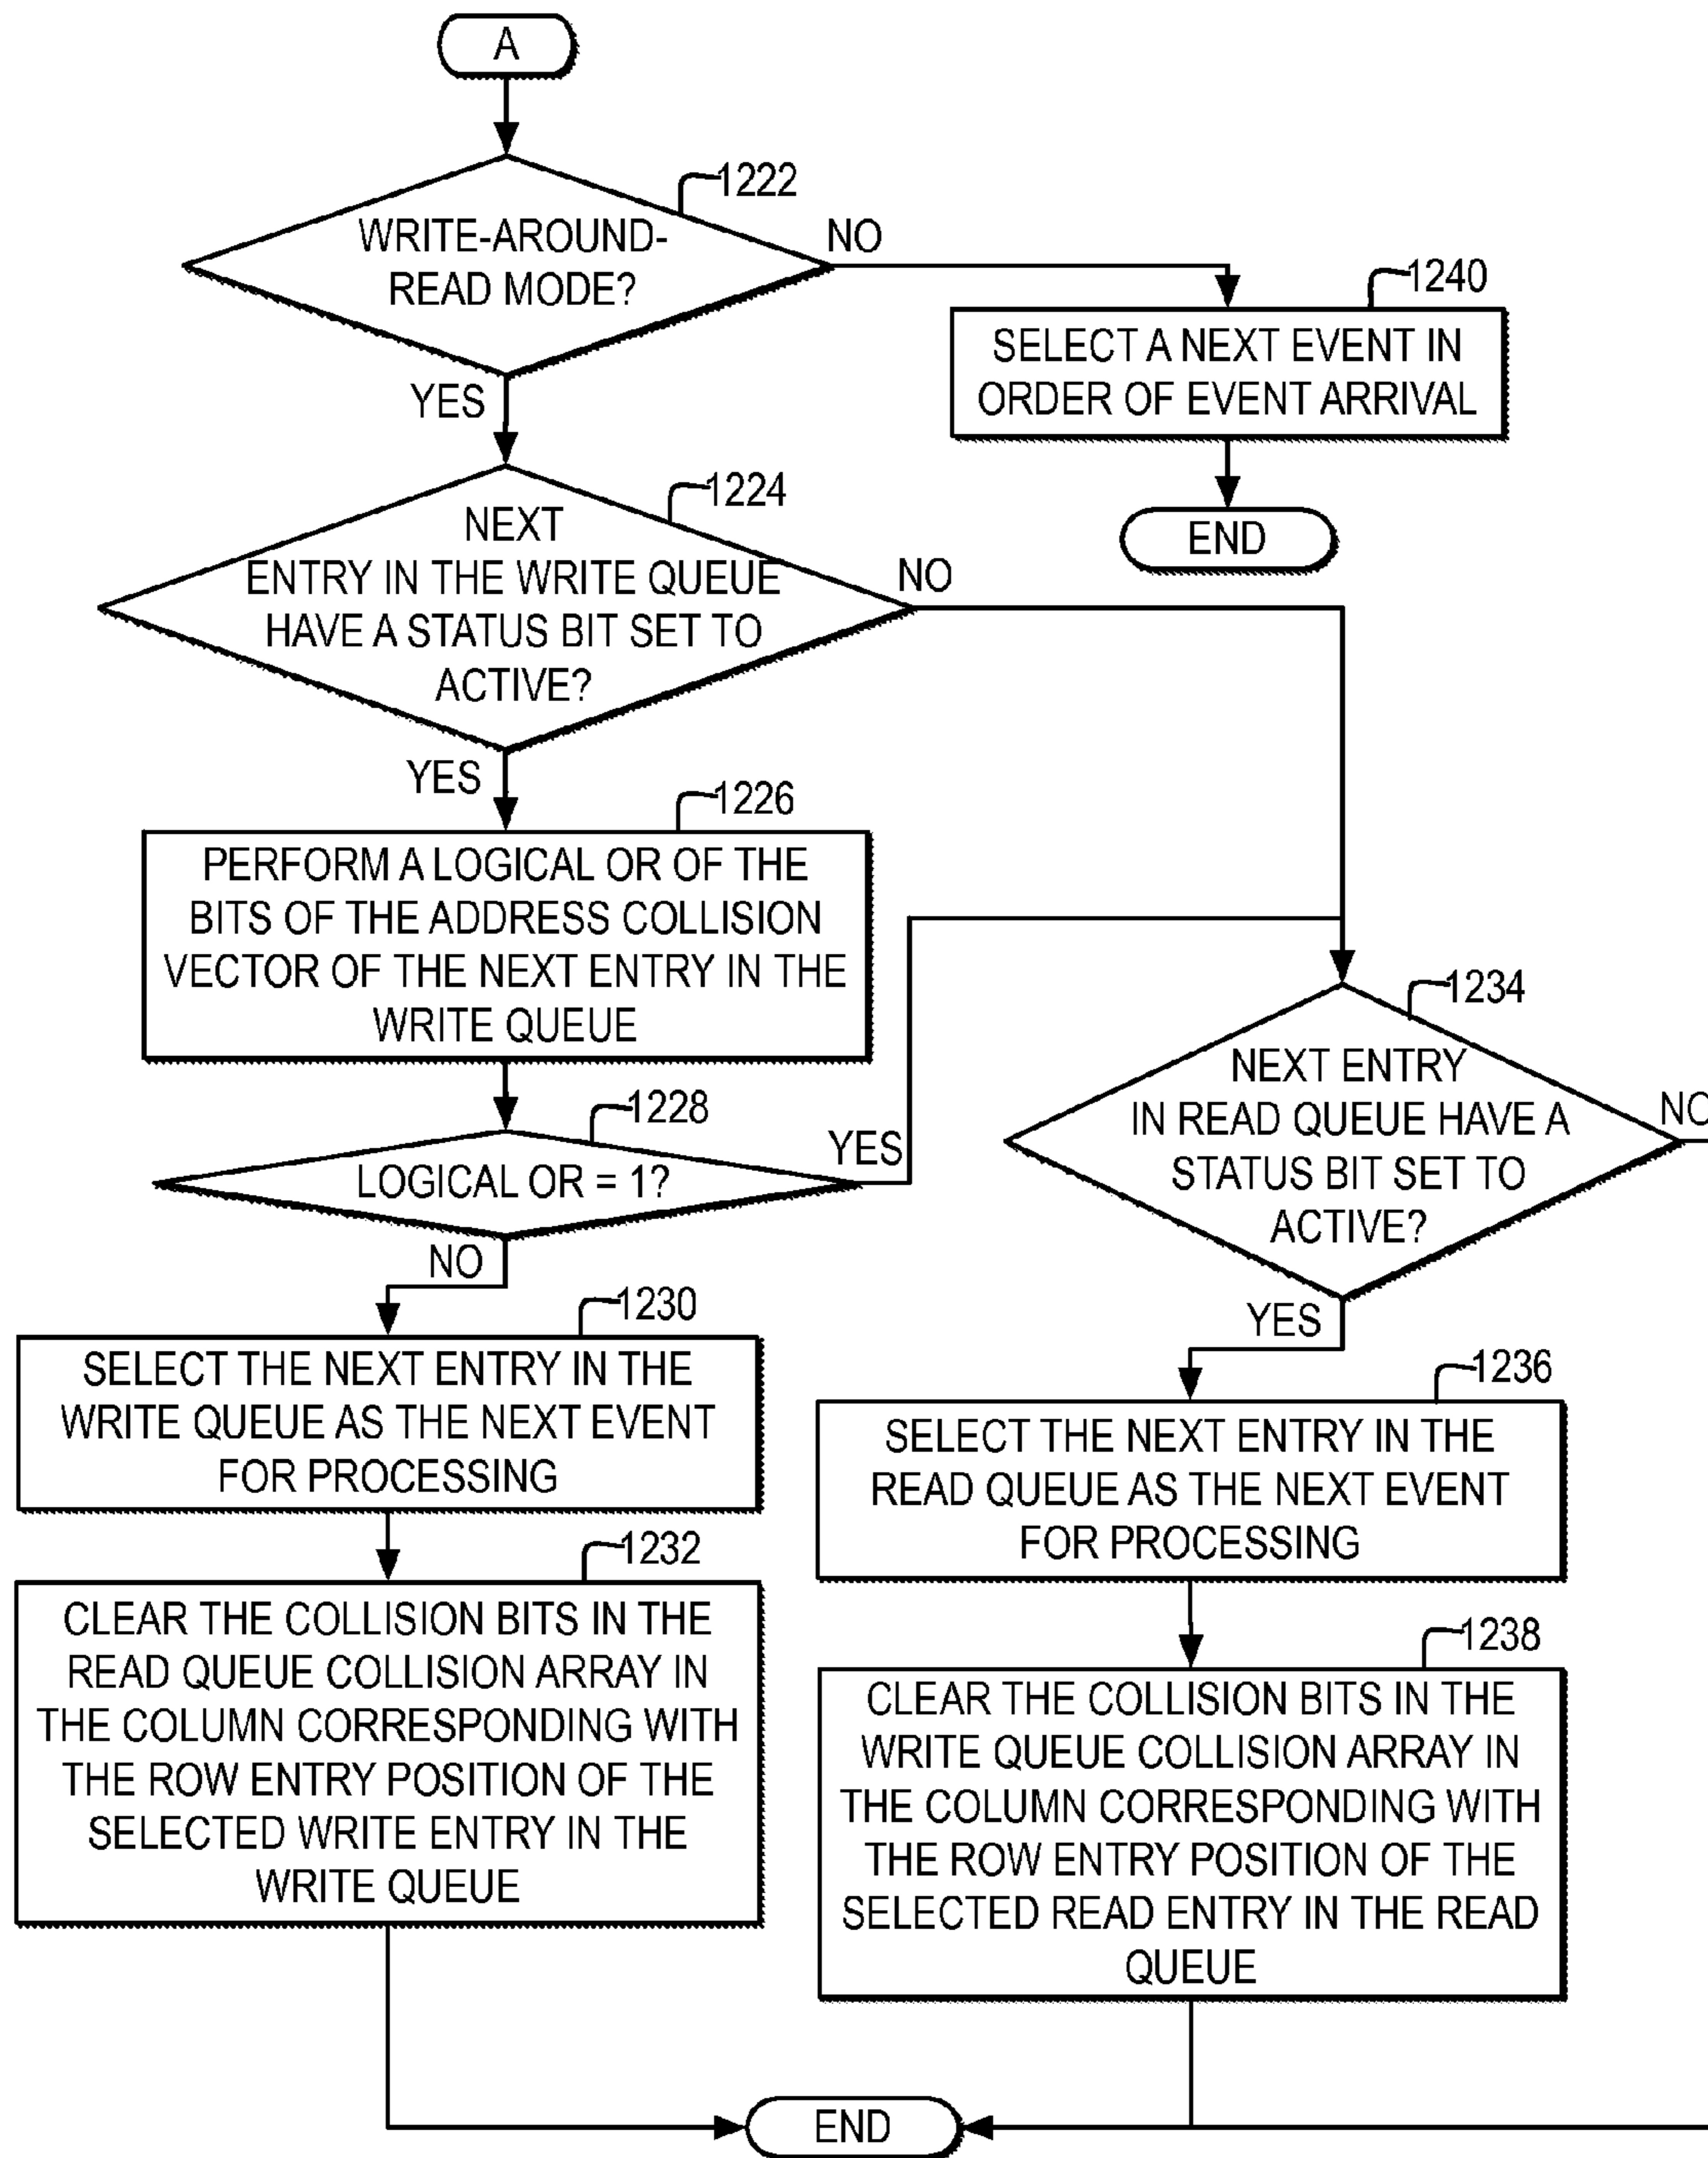 A
1222
WRITE-AROUND-
READ MODE?
NO
YES
1240
SELECT A NEXT EVENT IN
ORDER OF EVENT ARRIVAL
END
1224
NEXT
ENTRY IN THE WRITE QUEUE
HAVE A STATUS BIT SET TO
ACTIVE?
NO
YES
1226
PERFORM A LOGICAL OR OF THE
BITS OF THE ADDRESS COLLISION
VECTOR OF THE NEXT ENTRY IN THE
WRITE QUEUE
1228
LOGICAL OR = 1?
YES
NO
1234
NEXT ENTRY
IN READ QUEUE HAVE A
STATUS BIT SET TO
ACTIVE?
NO
YES
1230
SELECT THE NEXT ENTRY IN THE
WRITE QUEUE AS THE NEXT EVENT
FOR PROCESSING
1236
SELECT THE NEXT ENTRY IN THE
READ QUEUE AS THE NEXT EVENT
FOR PROCESSING
1232
CLEAR THE COLLISION BITS IN THE
READ QUEUE COLLISION ARRAY IN
THE COLUMN CORRESPONDING WITH
THE ROW ENTRY POSITION OF THE
SELECTED WRITE ENTRY IN THE
WRITE QUEUE
1238
CLEAR THE COLLISION BITS IN THE
WRITE QUEUE COLLISION ARRAY IN
THE COLUMN CORRESPONDING WITH
THE ROW ENTRY POSITION OF THE
SELECTED READ ENTRY IN THE READ
QUEUE
END